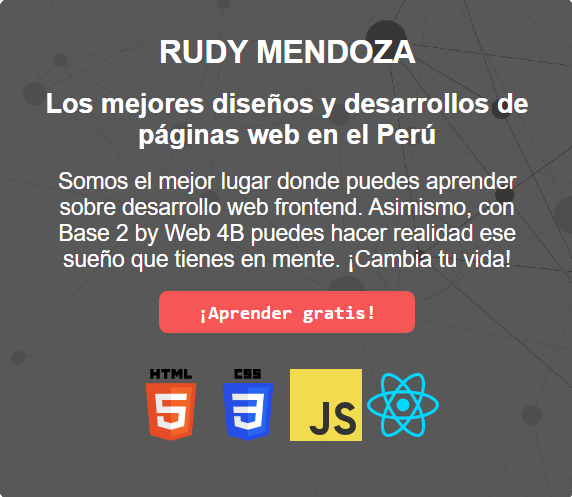 RUDY MENDOZA
Los mejores diseños y desarrollos de
páginas web en el Perú
Somos el mejor lugar donde puedes aprender
sobre desarrollo web frontend. Asimismo, con
Base 2 by Web 4B puedes hacer realidad ese
sueño que tienes en mente. ¡Cambia tu vida!
¡Aprender gratis!
HTML CSS
5 3 JS